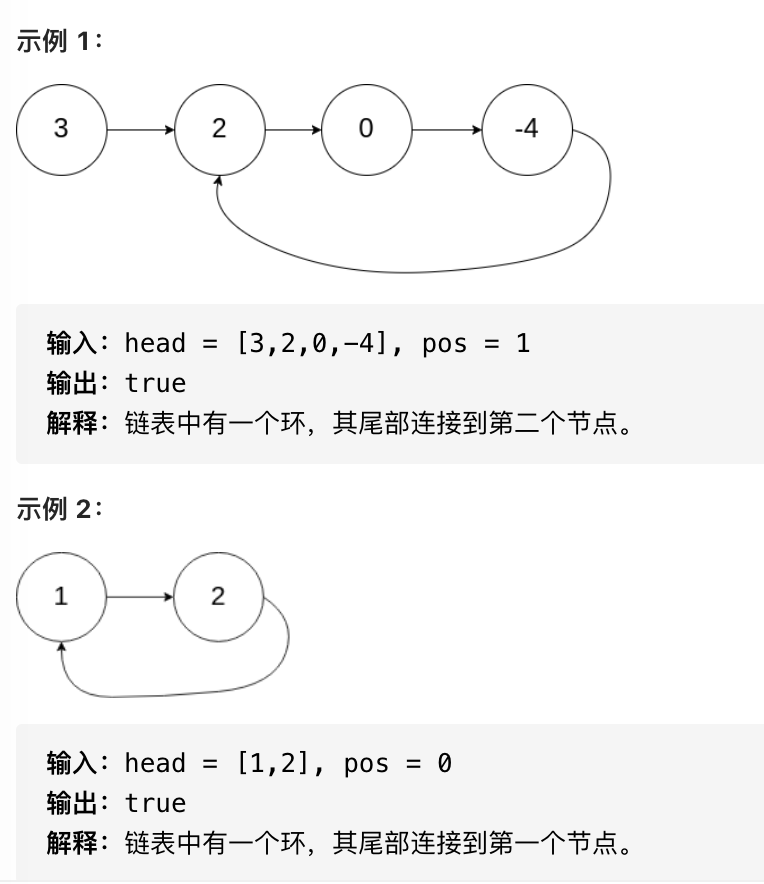 示例 1：
3 2 0 -4
输入：head = [3,2,0,-4], pos = 1
输出：true
解释：链表中有一个环，其尾部连接到第二个节点。
示例 2：
1 2
输入：head = [1,2], pos = 0
输出：true
解释：链表中有一个环，其尾部连接到第一个节点。